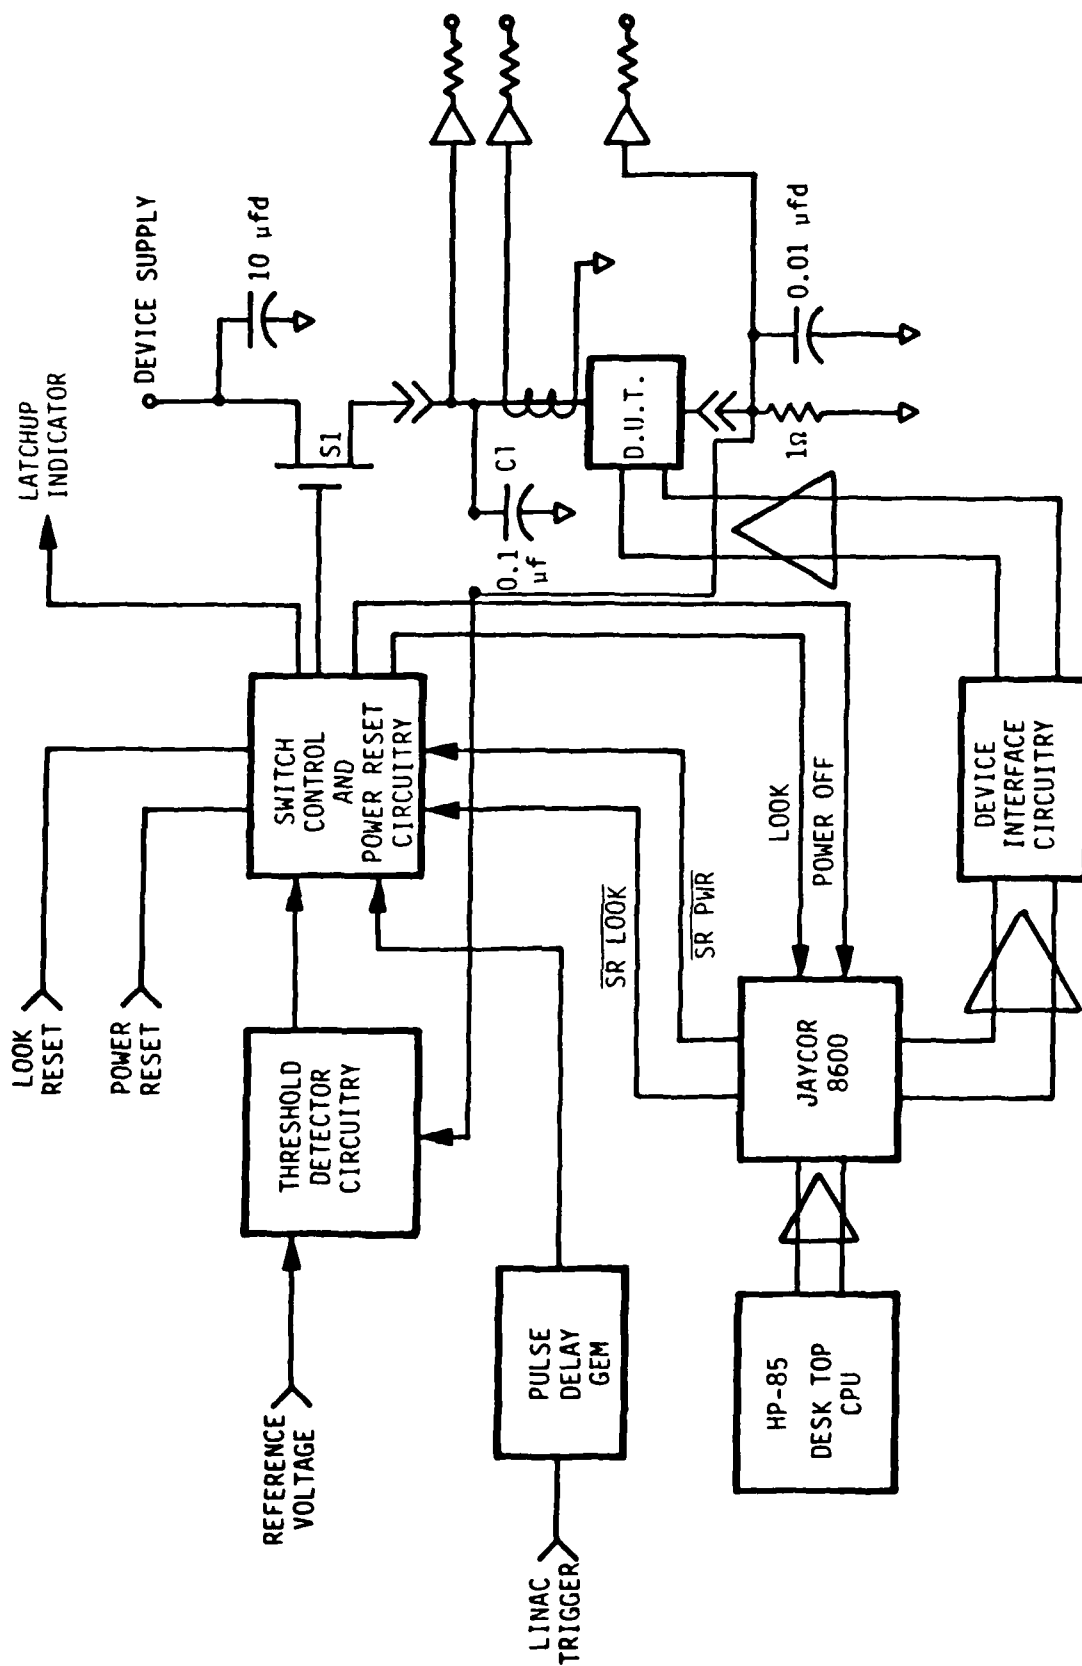 LOOK
RESET
POWER
RESET
LATCHUP
INDICATOR
DEVICE SUPPLY
10 µfd
S1
SWITCH
CONTROL
AND
POWER RESET
CIRCUITRY
REFERENCE
VOLTAGE
THRESHOLD
DETECTOR
CIRCUITRY
0.1
µf
C1
D.U.T.
1Ω
0.01 µfd
LINAC
TRIGGER
PULSE
DELAY
GEM
SR LOOK
SR PWR
LOOK
POWER OFF
HP-85
DESK TOP
CPU
JAYCOR
8600
DEVICE
INTERFACE
CIRCUITRY